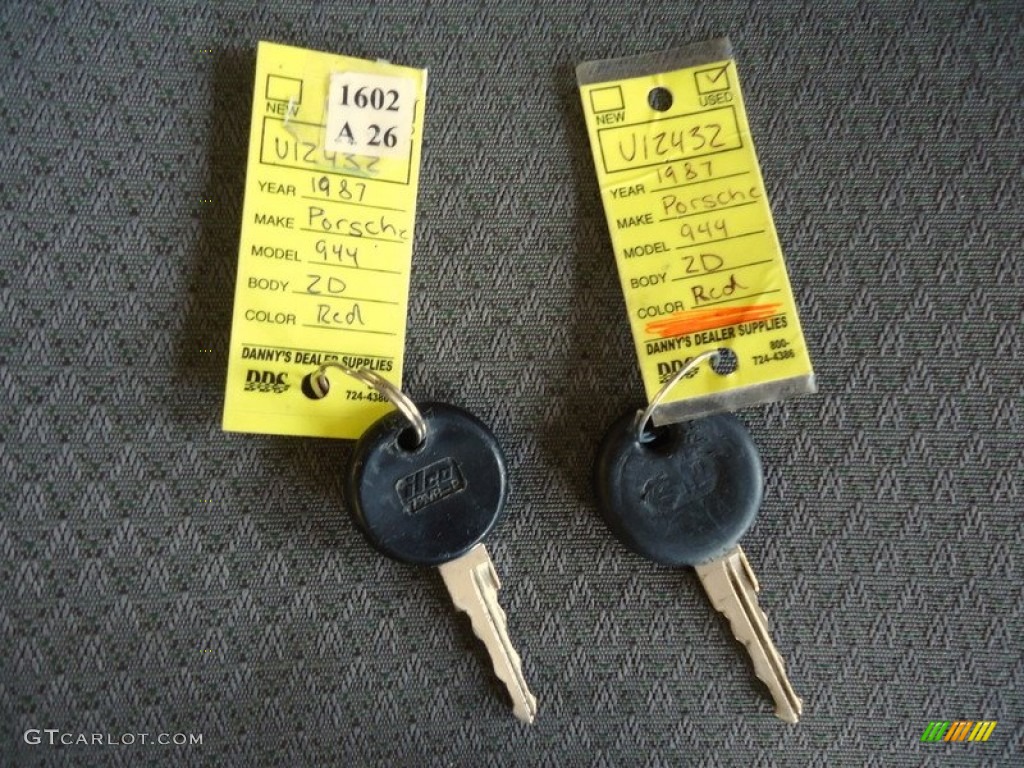 NEW
1602
A 26
U12432
YEAR 1987
MAKE Porsche
MODEL 944
BODY 2D
COLOR Red
DANNY'S DEALER SUPPLIES
DDS
724-4386
ilco
NEW USED
U12432
YEAR 1987
MAKE Porsche
MODEL 944
BODY 2D
COLOR Red
DANNY'S DEALER SUPPLIES
DDS
800-
724-4386
GTCARLOT.COM